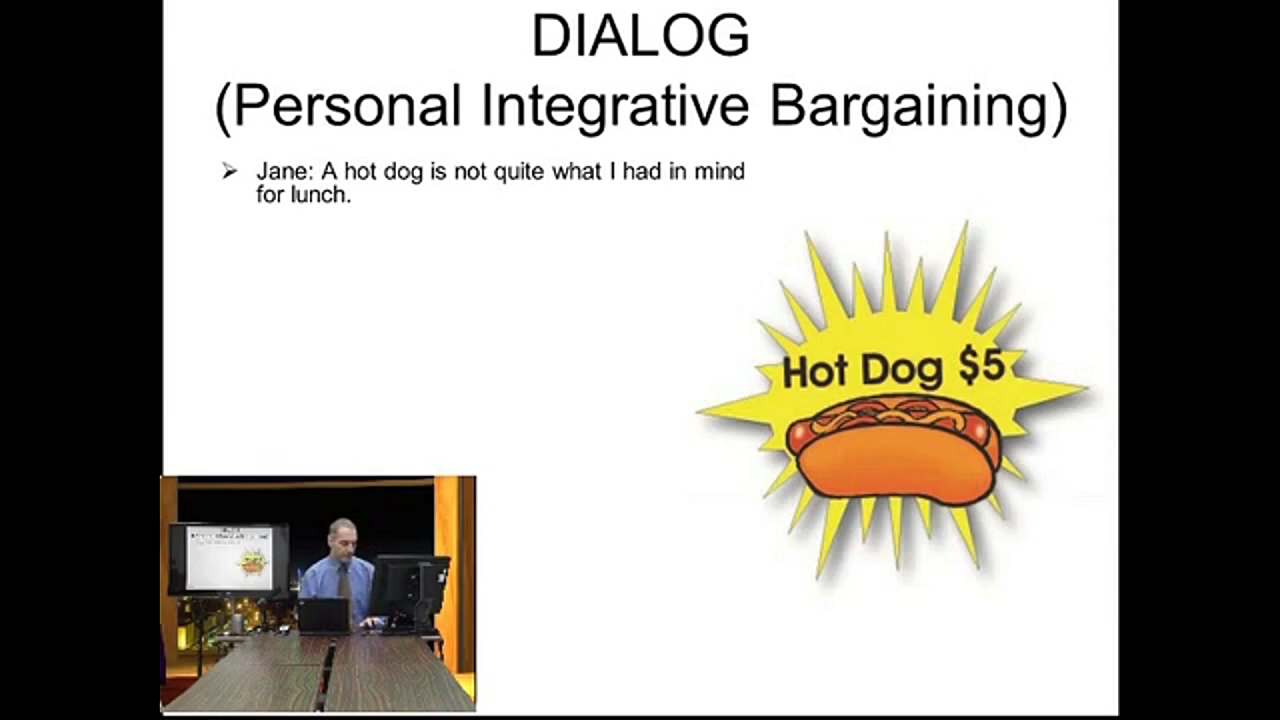 DIALOG
(Personal Integrative Bargaining)
Jane: A hot dog is not quite what I had in mind
for lunch.
Hot Dog $5